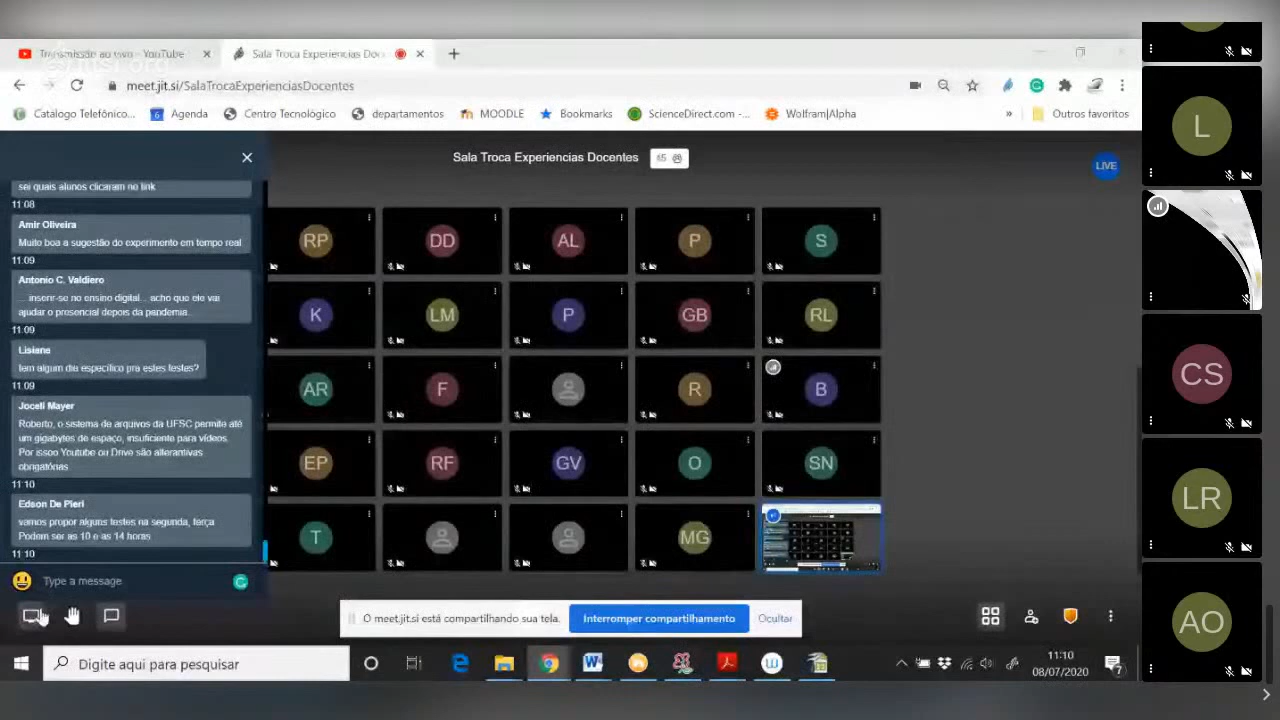 Transmissão ao vivo - YouTube
Sala Troca Experiencias Doc
meet.jit.si/SalaTrocaExperienciasDocentes
Catálogo Telefônico... Agenda Centro Tecnológico departamentos MOODLE Bookmarks ScienceDirect.com -... Wolfram|Alpha » Outros favoritos
Sala Troca Experiencias Docentes
LIVE
sei quais alunos clicaram no link
11:08
Amir Oliveira
Muito boa a sugestão do experimento em tempo real
11:09
Antonio C. Valdiero
... inserir-se no ensino digital... acho que ele vai
ajudar o presencial depois da pandemia...
11:09
Lisiane
tem algum dia específico pra estes testes?
11:09
Joceli Mayer
Roberto, o sistema de arquivos da UFSC permite até
um gigabytes de espaço, insuficiente para vídeos.
Por issoo Youtube ou Drive são alterantivas
obrigatórias
11:10
Edson De Pieri
vamos propor alguns testes na segunda, terça
Podem ser as 10 e as 14 horas
11:10
Type a message
RP DD AL P S
K LM P GB RL
AR F R B
EP RF GV O SN
T MG
L
CS
LR
AO
O meet.jit.si está compartilhando sua tela. Interromper compartilhamento Ocultar
Digite aqui para pesquisar
11:10
08/07/2020
7